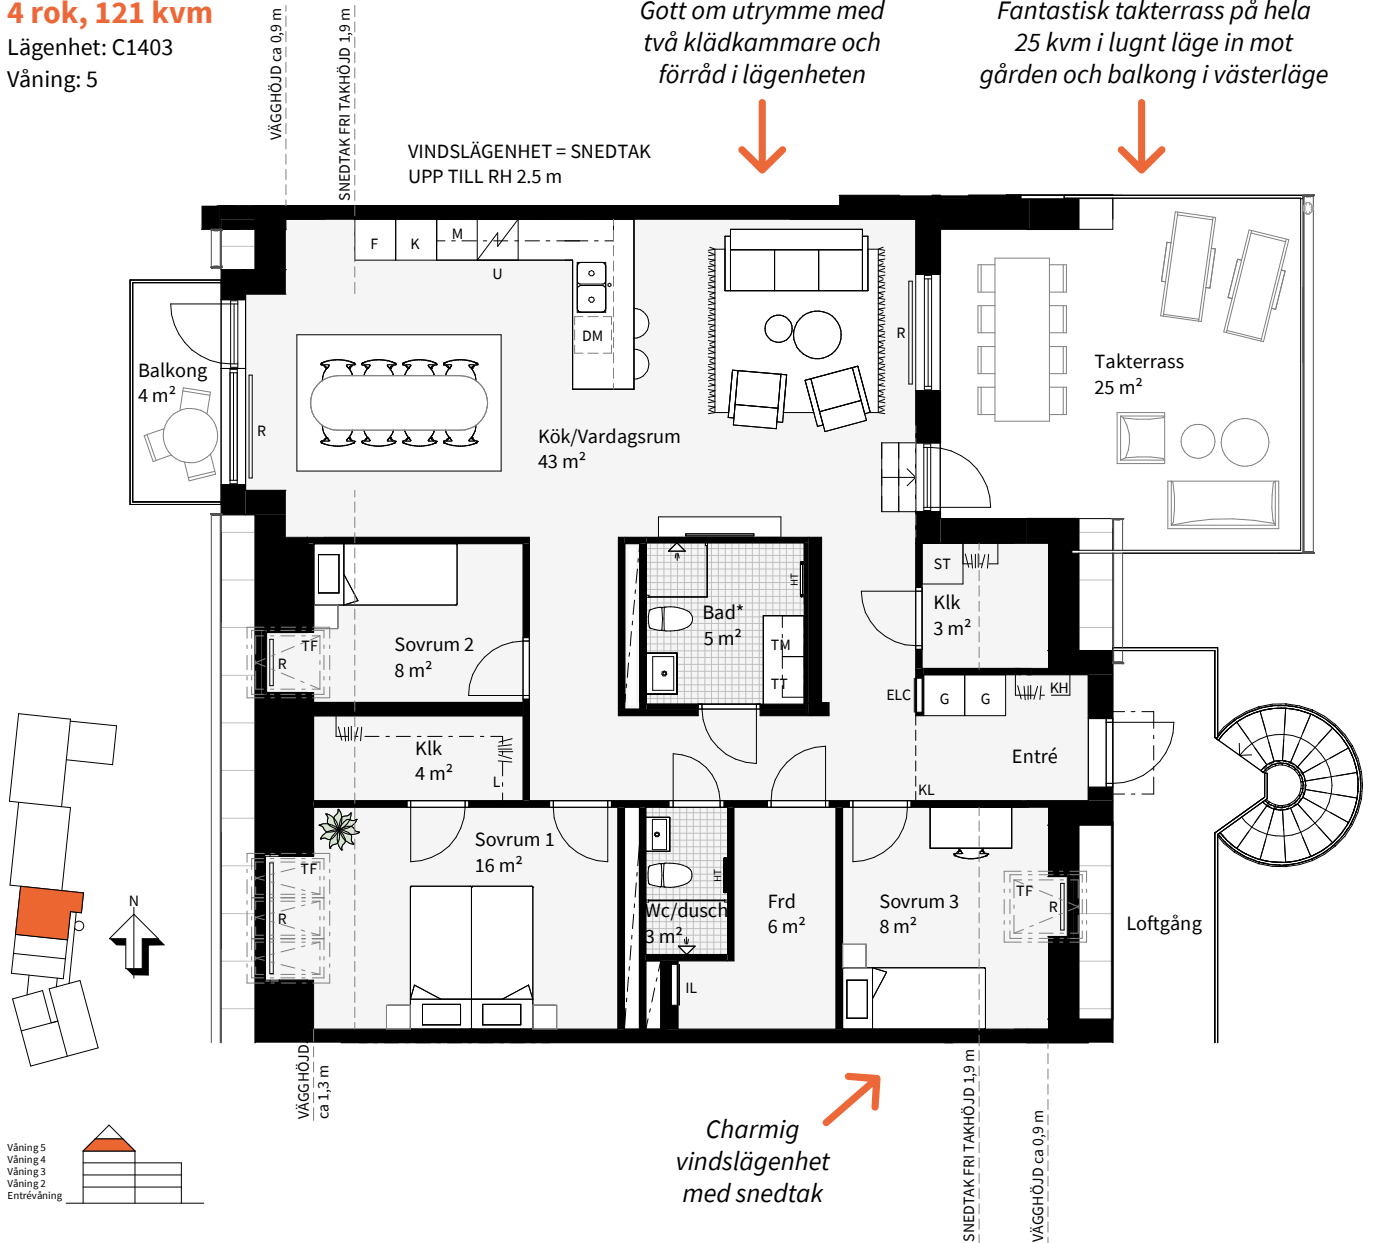 4 rok, 121 kvm
Lägenhet: C1403
Våning: 5
VÄGGHÖJD ca 0,9 m
SNEDTAK FRI TAKHÖJD 1,9 m
Gott om utrymme med
två klädkammare och
förråd i lägenheten
Fantastisk takterrass på hela
25 kvm i lugnt läge in mot
gården och balkong i västerläge
VINDSLÄGENHET = SNEDTAK
UPP TILL RH 2.5 m
F
K
M
U
DM
R
Balkong
4 m²
R
Kök/Vardagsrum
43 m²
Takterrass
25 m²
ST
Klk
3 m²
HT
Bad*
5 m²
TM
TT
Sovrum 2
8 m²
TF
R
ELC
G
G
KH
Entré
KL
Klk
4 m²
L
Sovrum 1
16 m²
TF
R
HT
Wc/dusch
3 m²
IL
Frd
6 m²
Sovrum 3
8 m²
TF
R
Loftgång
N
VÄGGHÖJD
ca 1,3 m
SNEDTAK FRI TAKHÖJD 1,9 m
VÄGGHÖJD ca 0,9 m
Charmig
vindslägenhet
med snedtak
Våning 5
Våning 4
Våning 3
Våning 2
Entrévåning